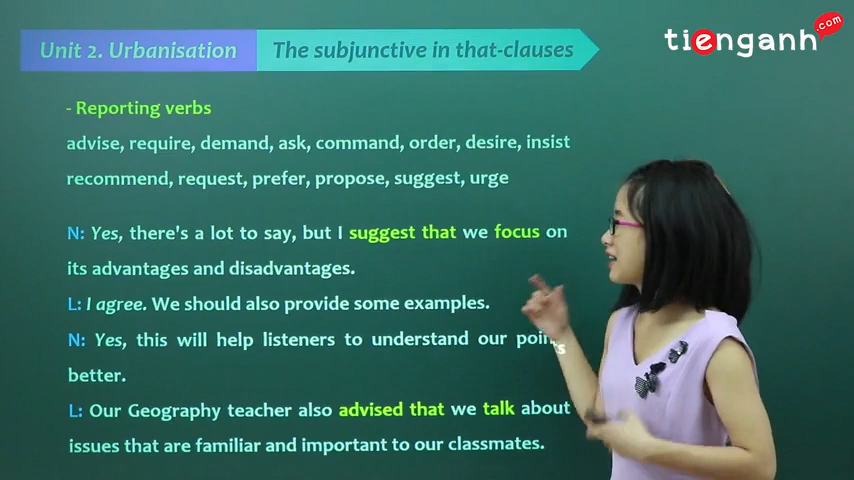 Unit 2. Urbanisation The subjunctive in that-clauses
tienganh.com
- Reporting verbs
advise, require, demand, ask, command, order, desire, insist
recommend, request, prefer, propose, suggest, urge
N: Yes, there's a lot to say, but I suggest that we focus on
its advantages and disadvantages.
L: I agree. We should also provide some examples.
N: Yes, this will help listeners to understand our points
better.
L: Our Geography teacher also advised that we talk about
issues that are familiar and important to our classmates.